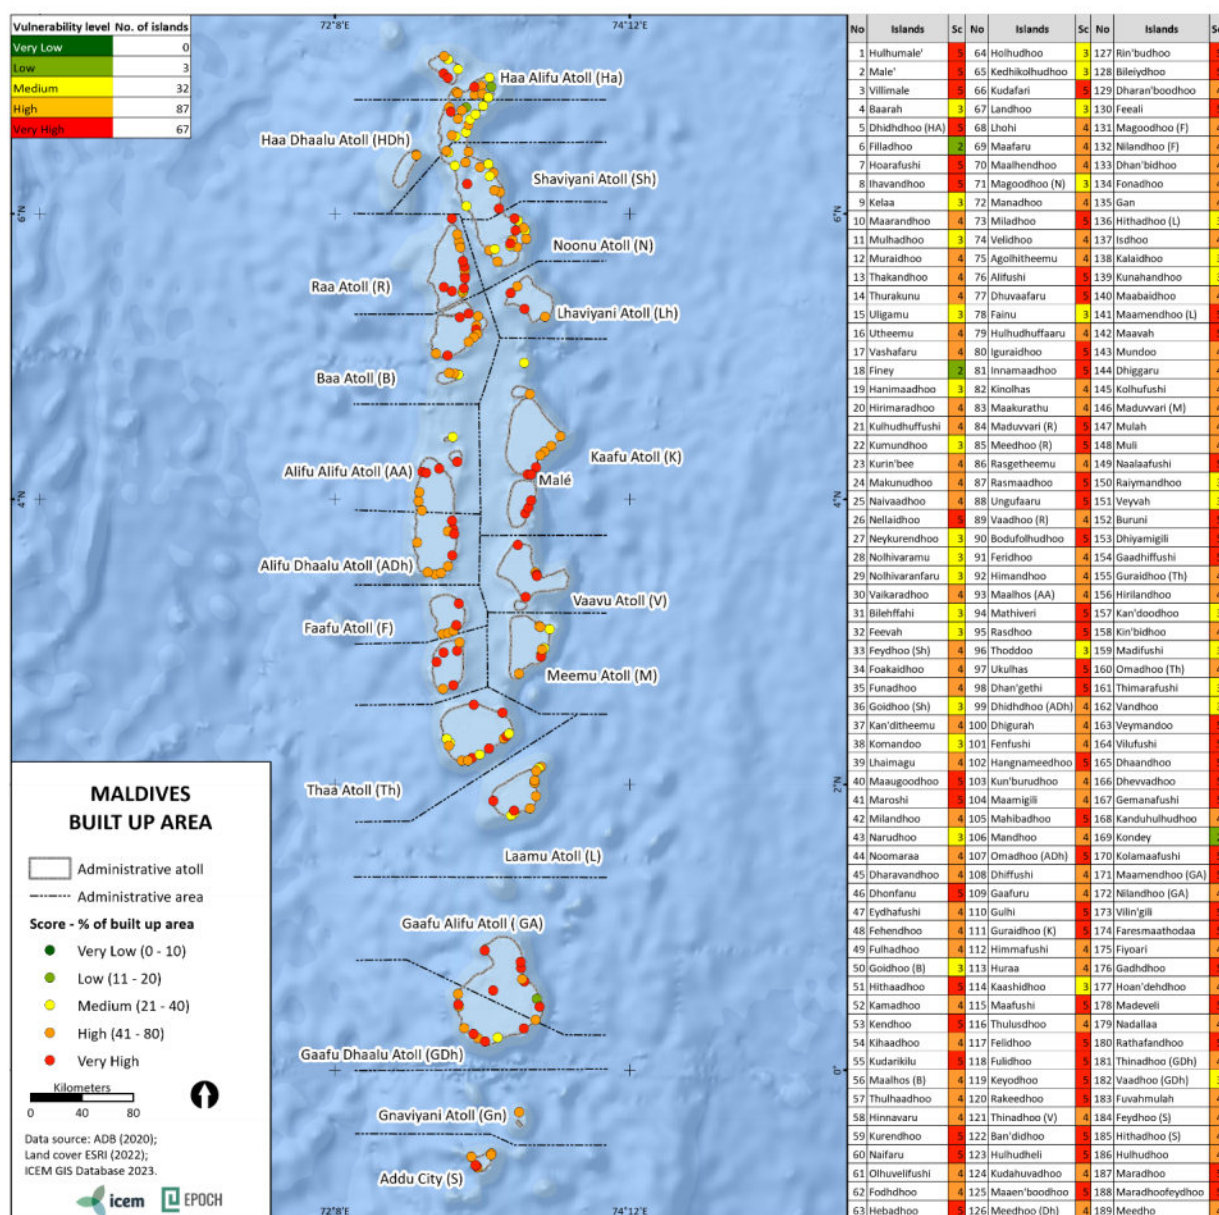 Vulnerability level No. of islands
Very Low 0
Low 3
Medium 32
High 87
Very High 67
72°8'E 74°12'E
Haa Alifu Atoll (Ha)
Haa Dhaalu Atoll (HDh)
Shaviyani Atoll (Sh)
6°N 6°N
Noonu Atoll (N)
Raa Atoll (R)
Lhaviyani Atoll (Lh)
Baa Atoll (B)
Kaafu Atoll (K)
Alifu Alifu Atoll (AA)
Malé
4°N 4°N
Alifu Dhaalu Atoll (ADh)
Vaavu Atoll (V)
Faafu Atoll (F)
Meemu Atoll (M)
Thaa Atoll (Th)
2°N
Laamu Atoll (L)
Gaafu Alifu Atoll ( GA)
Gaafu Dhaalu Atoll (GDh)
0°
Gnaviyani Atoll (Gn)
Addu City (S)
72°8'E 74°12'E
MALDIVES
BUILT UP AREA
Administrative atoll
Administrative area
Score - % of built up area
Very Low (0 - 10)
Low (11 - 20)
Medium (21 - 40)
High (41 - 80)
Very High
Kilometers
0 40 80
Data source: ADB (2020);
Land cover ESRI (2022);
ICEM GIS Database 2023.
icem EPOCH
No Islands Sc No Islands Sc No Islands
1 Hulhumale' 5 64 Holhudhoo 3 127 Rin'budhoo
2 Male' 5 65 Kedhikolhudhoo 3 128 Bileiydhoo
3 Villimale 5 66 Kudafari 5 129 Dharan'boodhoo
4 Baarah 3 67 Landhoo 3 130 Feeali
5 Dhidhdhoo (HA) 5 68 Lhohi 4 131 Magoodhoo (F)
6 Filladhoo 2 69 Maafaru 4 132 Nilandhoo (F)
7 Hoarafushi 5 70 Maalhendhoo 4 133 Dhan'bidhoo
8 Ihavandhoo 5 71 Magoodhoo (N) 3 134 Fonadhoo
9 Kelaa 3 72 Manadhoo 4 135 Gan
10 Maarandhoo 4 73 Miladhoo 5 136 Hithadhoo (L)
11 Mulhadhoo 3 74 Velidhoo 4 137 Isdhoo
12 Muraidhoo 4 75 Agolhitheemu 4 138 Kalaidhoo
13 Thakandhoo 4 76 Alifushi 5 139 Kunahandhoo
14 Thurakunu 4 77 Dhuvaafaru 5 140 Maabaidhoo
15 Uligamu 3 78 Fainu 3 141 Maamendhoo (L)
16 Utheemu 4 79 Hulhudhuffaaru 4 142 Maavah
17 Vashafaru 4 80 Iguraidhoo 5 143 Mundoo
18 Finey 2 81 Innamaadhoo 5 144 Dhiggaru
19 Hanimaadhoo 3 82 Kinolhas 4 145 Kolhufushi
20 Hirimaradhoo 4 83 Maakurathu 4 146 Maduvvari (M)
21 Kulhudhuffushi 4 84 Maduvvari (R) 5 147 Mulah
22 Kumundhoo 3 85 Meedhoo (R) 5 148 Muli
23 Kurin'bee 4 86 Rasgetheemu 4 149 Naalaafushi
24 Makunudhoo 4 87 Rasmaadhoo 5 150 Raiymandhoo
25 Naivaadhoo 4 88 Ungufaaru 5 151 Veyvah
26 Nellaidhoo 5 89 Vaadhoo (R) 4 152 Buruni
27 Neykurendhoo 3 90 Bodufolhudhoo 5 153 Dhiyamigili
28 Nolhivaramu 3 91 Feridhoo 4 154 Gaadhiffushi
29 Nolhivaranfaru 3 92 Himandhoo 4 155 Guraidhoo (Th)
30 Vaikaradhoo 4 93 Maalhos (AA) 4 156 Hirilandhoo
31 Bilehffahi 3 94 Mathiveri 5 157 Kan'doodhoo
32 Feevah 3 95 Rasdhoo 5 158 Kin'bidhoo
33 Feydhoo (Sh) 4 96 Thoddoo 3 159 Madifushi
34 Foakaidhoo 4 97 Ukulhas 5 160 Omadhoo (Th)
35 Funadhoo 4 98 Dhan'gethi 5 161 Thimarafushi
36 Goidhoo (Sh) 3 99 Dhidhdhoo (ADh) 4 162 Vandhoo
37 Kan'ditheemu 4 100 Dhigurah 4 163 Veymandoo
38 Komandoo 3 101 Fenfushi 4 164 Vilufushi
39 Lhaimagu 4 102 Hangnameedhoo 5 165 Dhaandhoo
40 Maaugoodhoo 5 103 Kun'burudhoo 5 166 Dhevvadhoo
41 Maroshi 5 104 Maamigili 4 167 Gemanafushi
42 Milandhoo 4 105 Mahibadhoo 5 168 Kanduhulhudhoo
43 Narudhoo 3 106 Mandhoo 4 169 Kondey
44 Noomaraa 4 107 Omadhoo (ADh) 5 170 Kolamaafushi
45 Dharavandhoo 4 108 Dhiffushi 4 171 Maamendhoo (GA)
46 Dhonfanu 5 109 Gaafuru 4 172 Nilandhoo (GA)
47 Eydhafushi 4 110 Gulhi 5 173 Vilin'gili
48 Fehendhoo 4 111 Guraidhoo (K) 4 174 Faresmaathodaa
49 Fulhadhoo 4 112 Himmafushi 4 175 Fiyoari
50 Goidhoo (B) 3 113 Huraa 4 176 Gadhdhoo
51 Hithaadhoo 5 114 Kaashidhoo 3 177 Hoan'dehdhoo
52 Kamadhoo 4 115 Maafushi 4 178 Madeveli
53 Kendhoo 5 116 Thulusdhoo 4 179 Nadallaa
54 Kihaadhoo 4 117 Felidhoo 5 180 Rathafandhoo
55 Kudarikilu 5 118 Fulidhoo 5 181 Thinadhoo (GDh)
56 Maalhos (B) 4 119 Keyodhoo 4 182 Vaadhoo (GDh)
57 Thulhaadhoo 4 120 Rakeedhoo 5 183 Fuvahmulah
58 Hinnavaru 4 121 Thinadhoo (V) 4 184 Feydhoo (S)
59 Kurendhoo 5 122 Ban'didhoo 5 185 Hithadhoo (S)
60 Naifaru 5 123 Hulhudheli 5 186 Hulhudhoo
61 Olhuvelifushi 4 124 Kudahuvadhoo 4 187 Maradhoo
62 Fodhdhoo 4 125 Maaen'boodhoo 5 188 Maradhoofeydhoo
63 Hebadhoo 5 126 Meedhoo (Dh) 4 189 Meedho